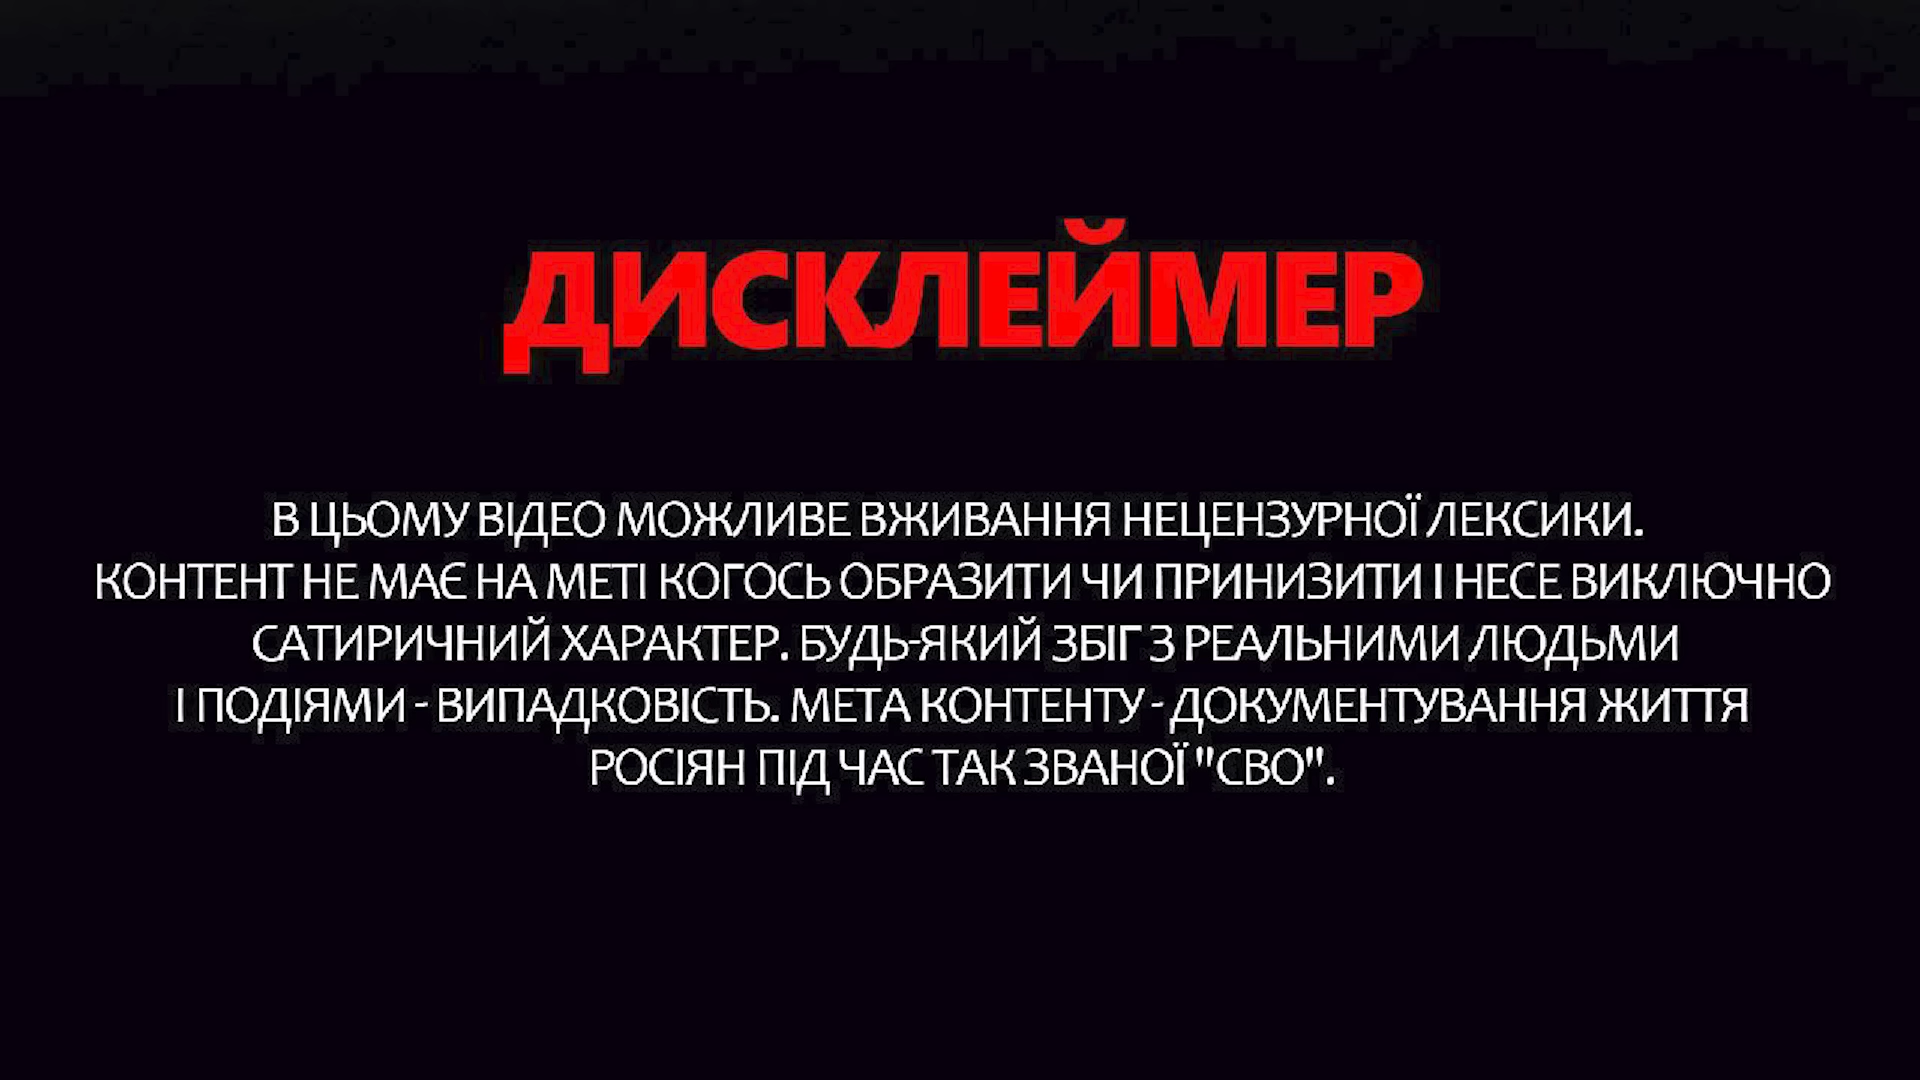 ДИСКЛЕЙМЕР
В ЦЬОМУ ВІДЕО МОЖЛИВЕ ВЖИВАННЯ НЕЦЕНЗУРНОЇ ЛЕКСИКИ.
КОНТЕНТ НЕ МАЄ НА МЕТІ КОГОСЬ ОБРАЗИТИ ЧИ ПРИНИЗИТИ І НЕСЕ ВИКЛЮЧНО
САТИРИЧНИЙ ХАРАКТЕР. БУДЬ-ЯКИЙ ЗБІГ З РЕАЛЬНИМИ ЛЮДЬМИ
І ПОДІЯМИ - ВИПАДКОВІСТЬ. МЕТА КОНТЕНТУ - ДОКУМЕНТУВАННЯ ЖИТТЯ
РОСІЯН ПІД ЧАС ТАК ЗВАНОЇ "СВО".